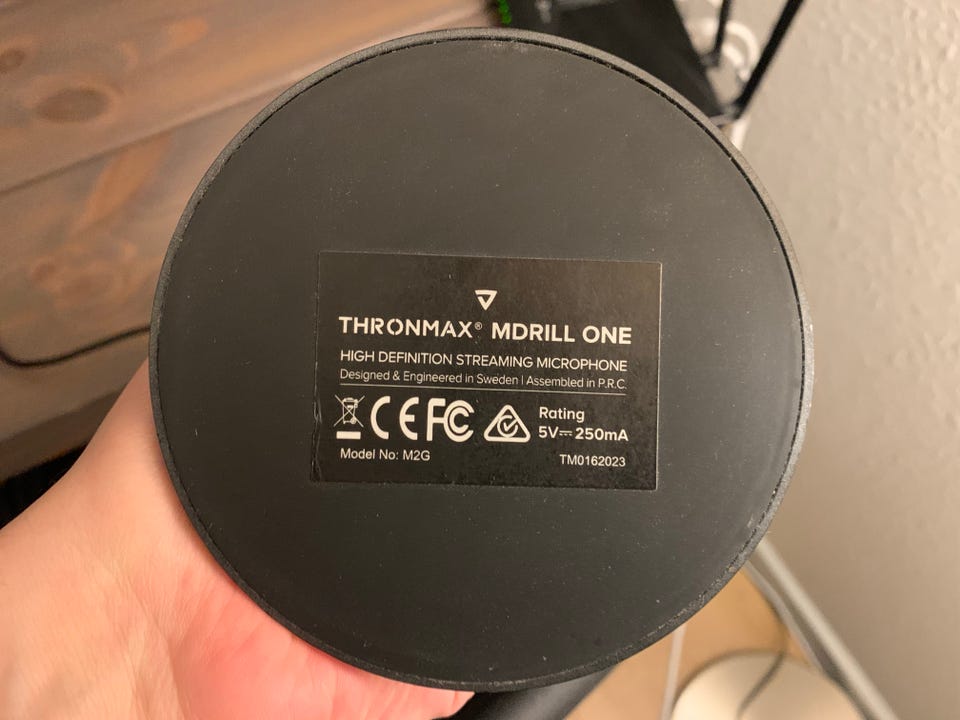 THRONMAX® MDRILL ONE
HIGH DEFINITION STREAMING MICROPHONE
Designed & Engineered in Sweden | Assembled in P.R.C.
CE FC Rating
5V⎓250mA
Model No: M2G TM0162023